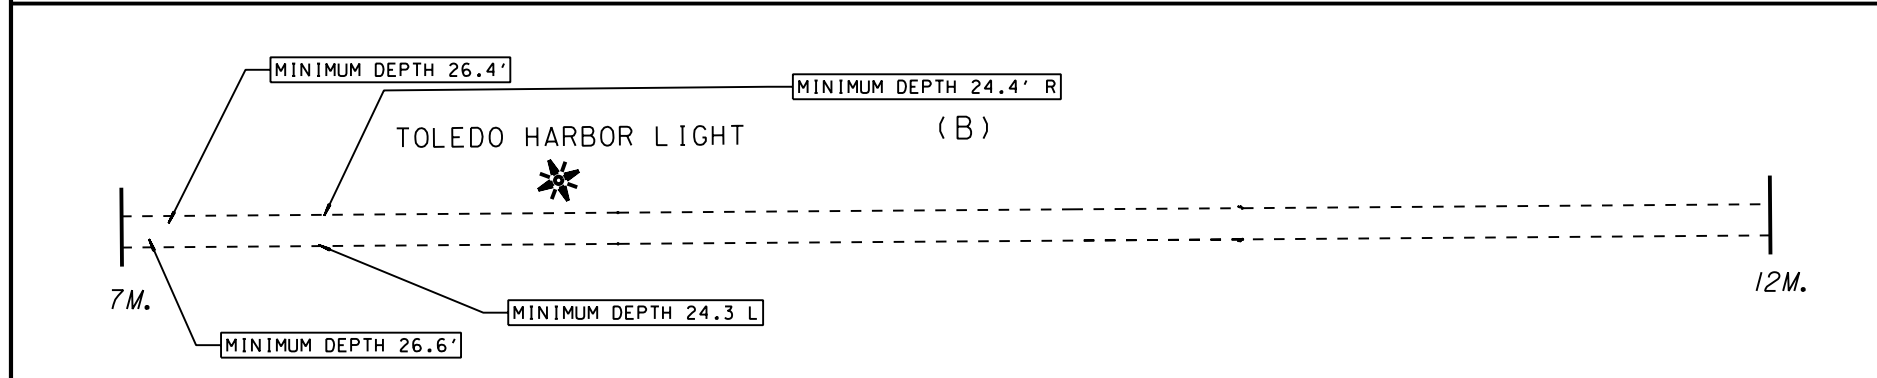 MINIMUM DEPTH 26.4'
MINIMUM DEPTH 24.4' R
(B)
TOLEDO HARBOR LIGHT
7M.
12M.
MINIMUM DEPTH 24.3 L
MINIMUM DEPTH 26.6'